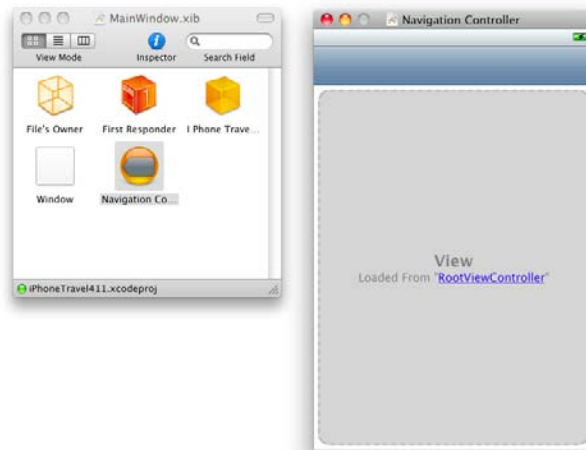 MainWindow.xib
View Mode
Inspector
Search Field
File's Owner
First Responder
I Phone Trave...
Window
Navigation Co...
iPhoneTravel411.xcodeproj
Navigation Controller
View
Loaded From "RootViewController"